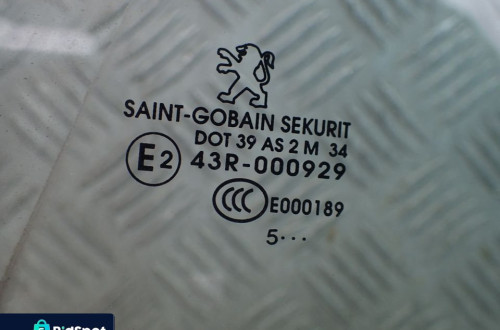 SAINT-GOBAIN SEKURIT
DOT 39 AS 2 M 34
E2 43R-000929
CCC E000189
5···